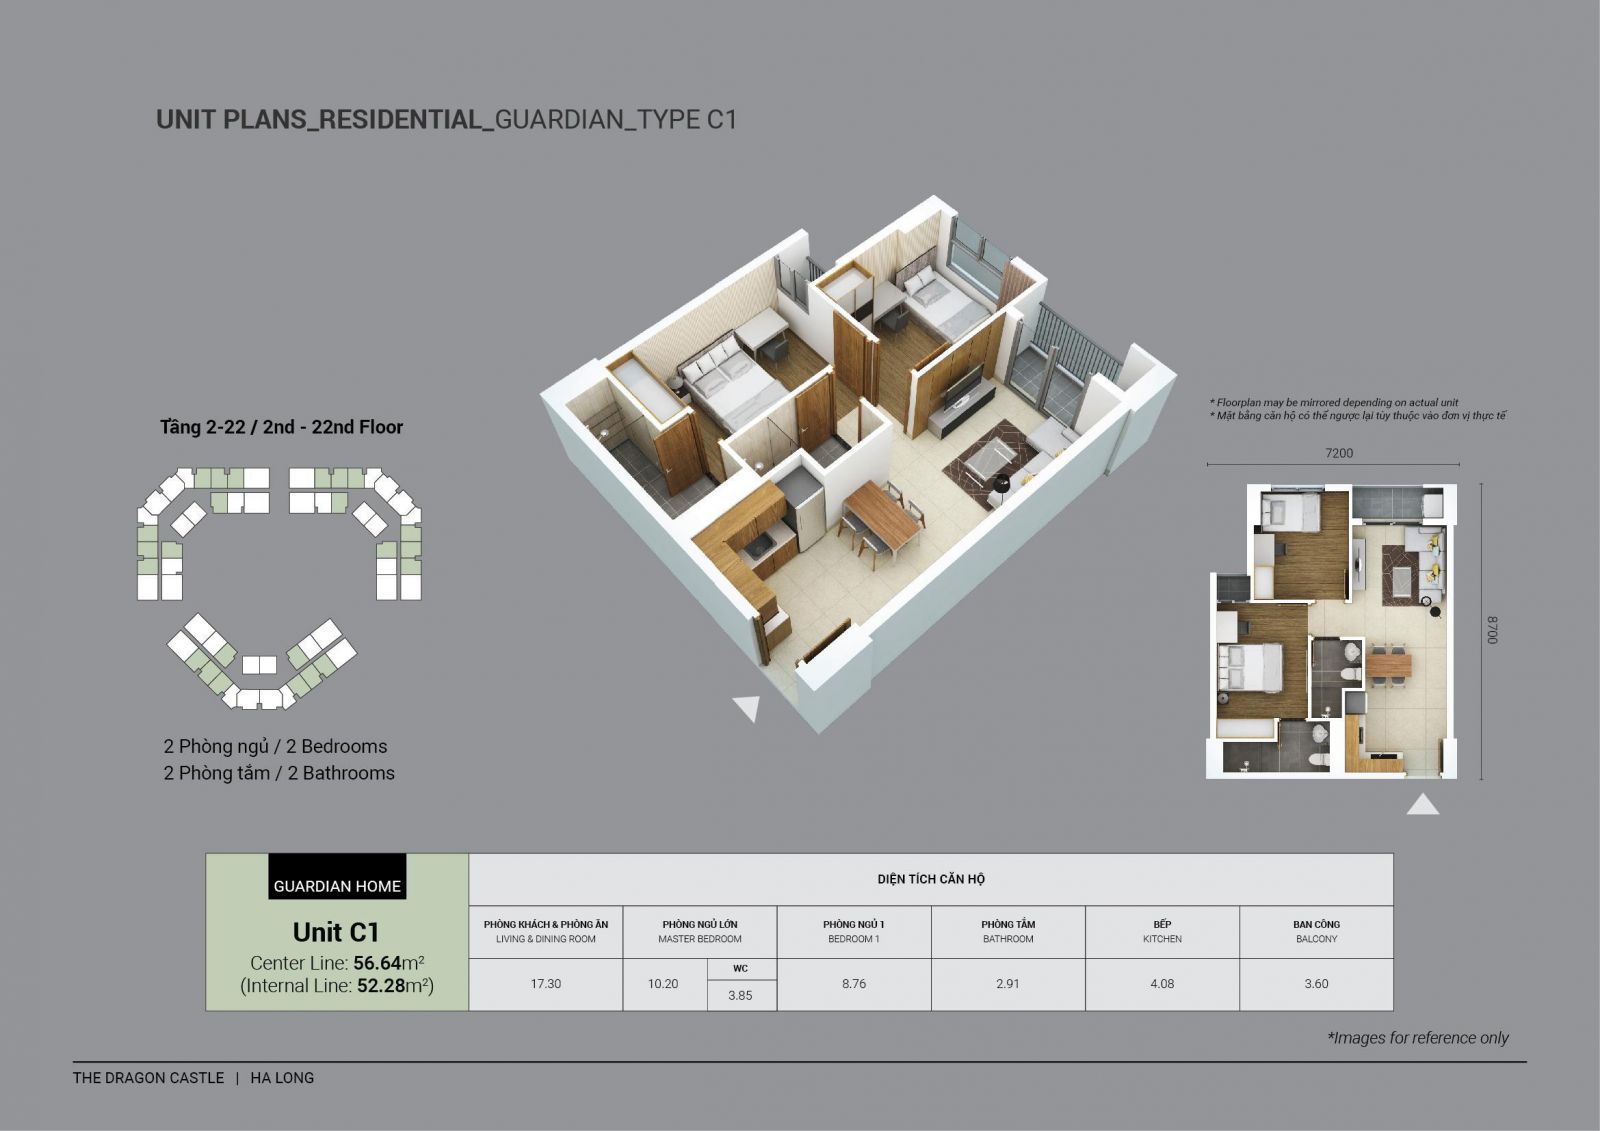 UNIT PLANS_RESIDENTIAL_GUARDIAN_TYPE C1
Tầng 2-22 / 2nd - 22nd Floor
2 Phòng ngủ / 2 Bedrooms
2 Phòng tắm / 2 Bathrooms
* Floorplan may be mirrored depending on actual unit
* Mặt bằng căn hộ có thể ngược lại tùy thuộc vào đơn vị thực tế
7200
8700
GUARDIAN HOME
Unit C1
Center Line: 56.64m²
(Internal Line: 52.28m²)
DIỆN TÍCH CĂN HỘ
PHÒNG KHÁCH & PHÒNG ĂN
LIVING & DINING ROOM
PHÒNG NGỦ LỚN
MASTER BEDROOM
PHÒNG NGỦ 1
BEDROOM 1
PHÒNG TẮM
BATHROOM
BẾP
KITCHEN
BAN CÔNG
BALCONY
17.30
10.20
WC
3.85
8.76
2.91
4.08
3.60
*Images for reference only
THE DRAGON CASTLE | HA LONG